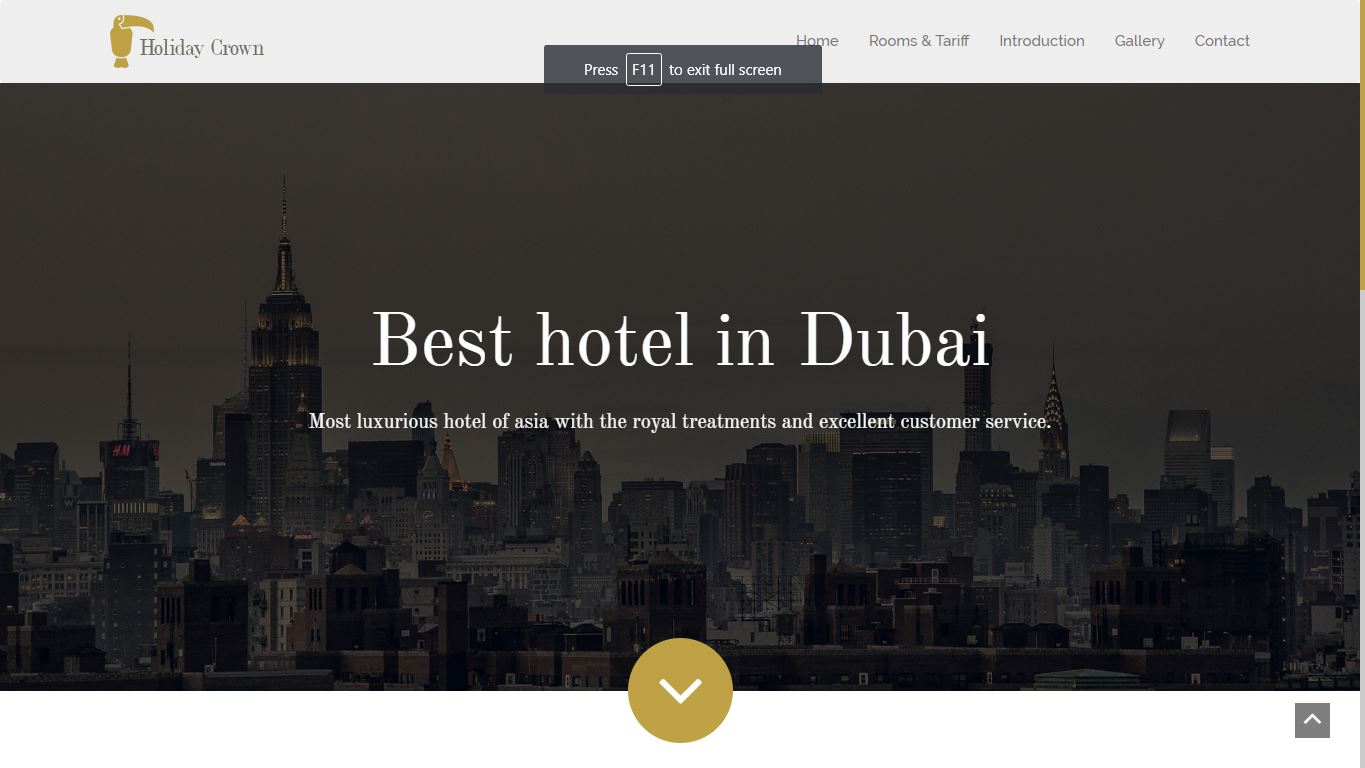 Holiday Crown
Home Rooms & Tariff Introduction Gallery Contact
Press F11 to exit full screen
Best hotel in Dubai
Most luxurious hotel of asia with the royal treatments and excellent customer service.
H&M
W